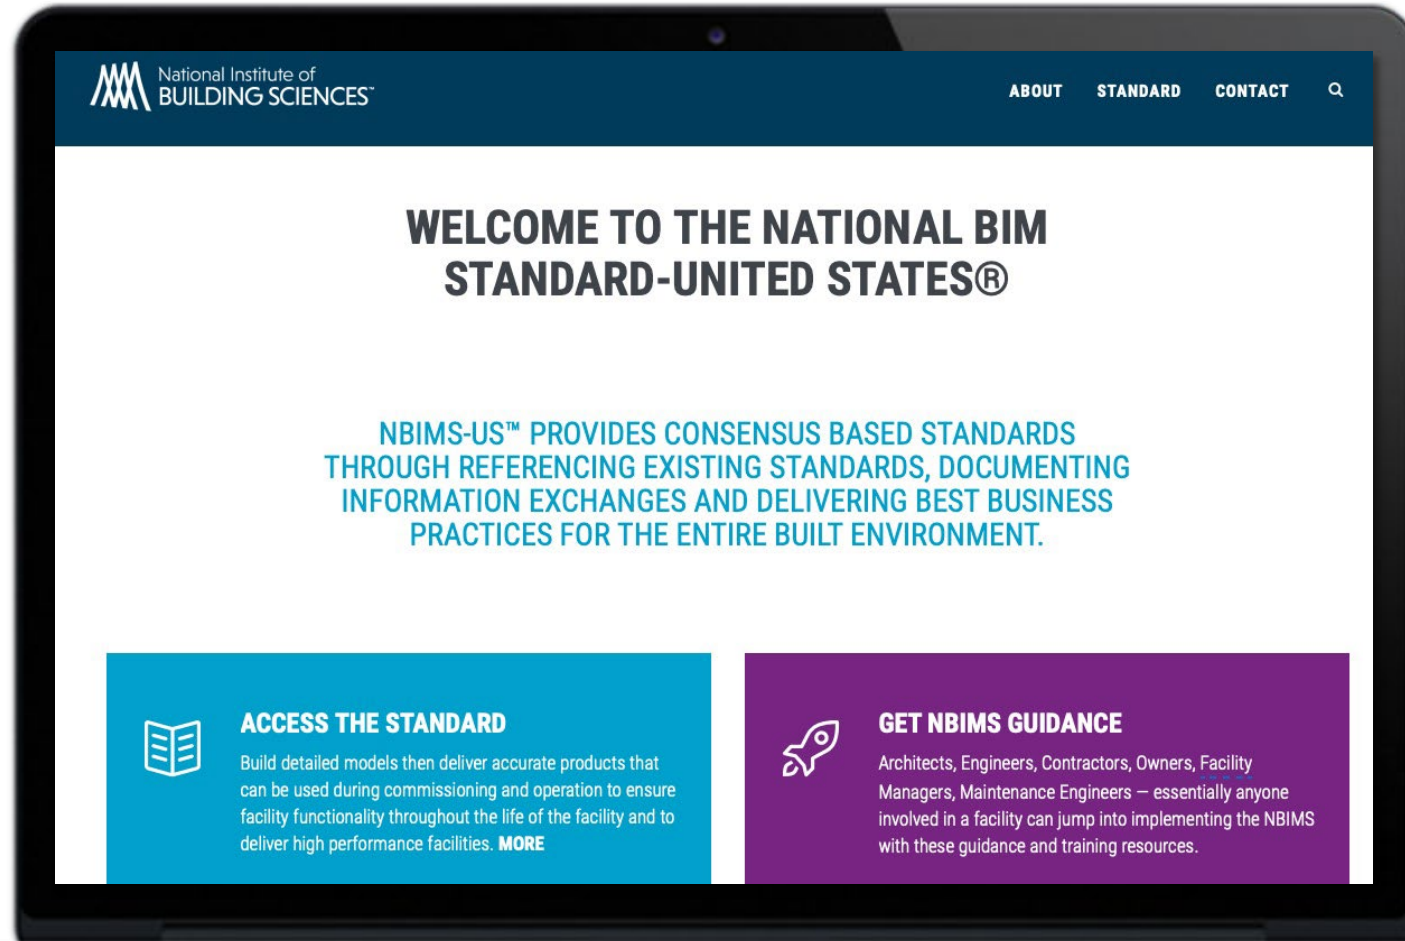 National Institute of
BUILDING SCIENCES™
ABOUT STANDARD CONTACT
WELCOME TO THE NATIONAL BIM
STANDARD-UNITED STATES®
NBIMS-US™ PROVIDES CONSENSUS BASED STANDARDS
THROUGH REFERENCING EXISTING STANDARDS, DOCUMENTING
INFORMATION EXCHANGES AND DELIVERING BEST BUSINESS
PRACTICES FOR THE ENTIRE BUILT ENVIRONMENT.
ACCESS THE STANDARD
Build detailed models then deliver accurate products that
can be used during commissioning and operation to ensure
facility functionality throughout the life of the facility and to
deliver high performance facilities. MORE
GET NBIMS GUIDANCE
Architects, Engineers, Contractors, Owners, Facility
Managers, Maintenance Engineers — essentially anyone
involved in a facility can jump into implementing the NBIMS
with these guidance and training resources.